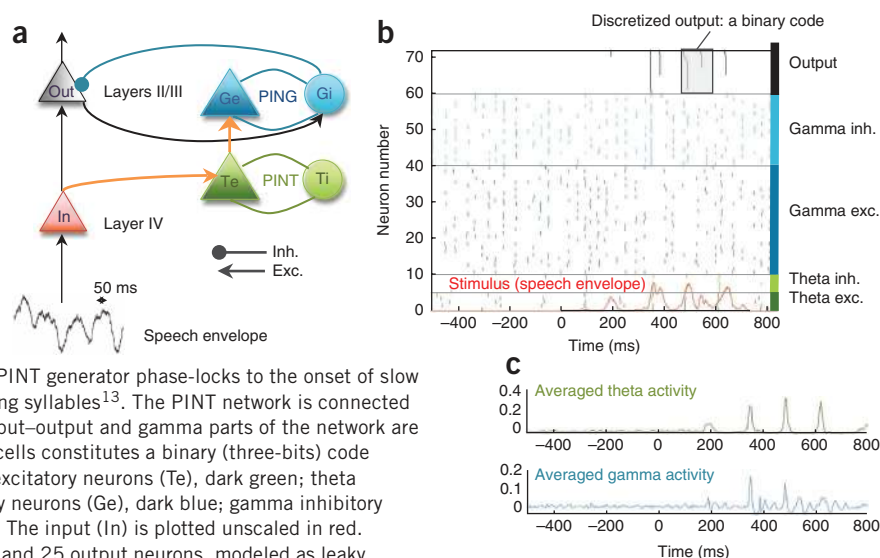 a
Out
Layers II/III
Ge
PING
Gi
Te
PINT
Ti
In
Layer IV
Inh.
Exc.
50 ms
Speech envelope
b
Discretized output: a binary code
Neuron number
70
60
50
40
30
20
10
0
Output
Gamma inh.
Gamma exc.
Theta inh.
Theta exc.
Stimulus (speech envelope)
–400 –200 0 200 400 600 800
Time (ms)
PINT generator phase-locks to the onset of slow
ng syllables13. The PINT network is connected
put–output and gamma parts of the network are
cells constitutes a binary (three-bits) code
excitatory neurons (Te), dark green; theta
y neurons (Ge), dark blue; gamma inhibitory
The input (In) is plotted unscaled in red.
and 25 output neurons, modeled as leaky
c
Averaged theta activity
0.4
0.2
0
–400 –200 0 200 400 600 800
Averaged gamma activity
0.2
0.1
0
–400 –200 0 200 400 600 800
Time (ms)